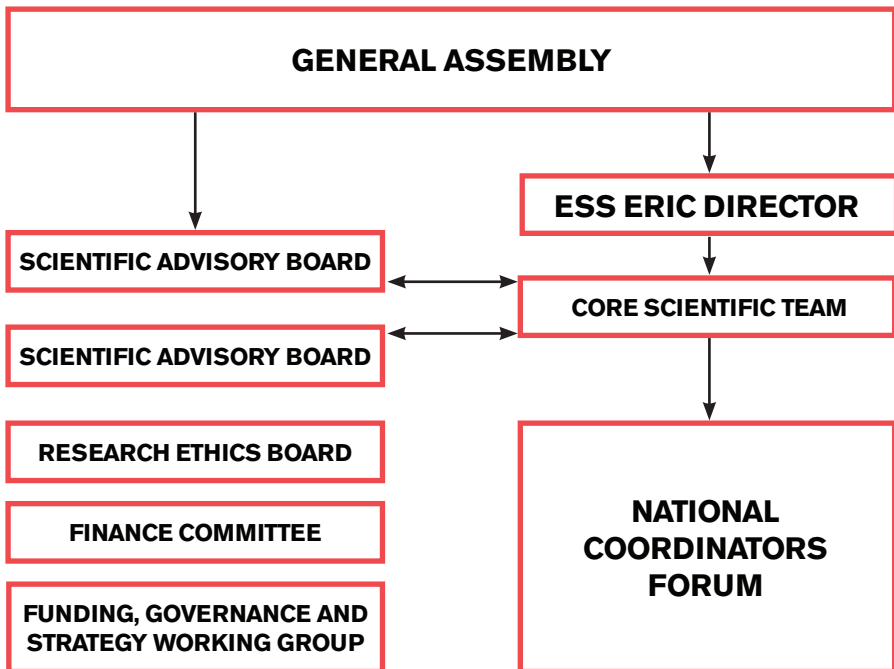 GENERAL ASSEMBLY
ESS ERIC DIRECTOR
SCIENTIFIC ADVISORY BOARD
CORE SCIENTIFIC TEAM
SCIENTIFIC ADVISORY BOARD
RESEARCH ETHICS BOARD
FINANCE COMMITTEE
FUNDING, GOVERNANCE AND
STRATEGY WORKING GROUP
NATIONAL
COORDINATORS
FORUM